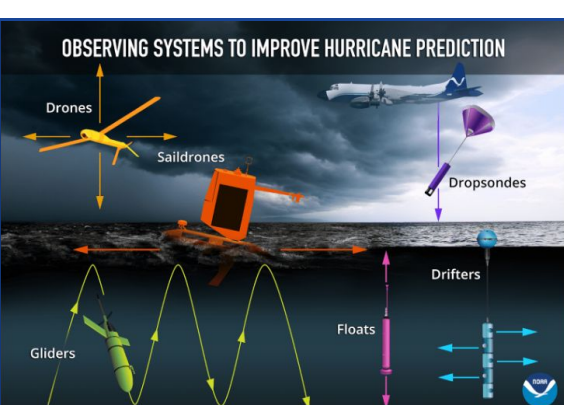 OBSERVING SYSTEMS TO IMPROVE HURRICANE PREDICTION
Drones
Saildrones
Dropsondes
Drifters
Floats
Gliders
NOAA